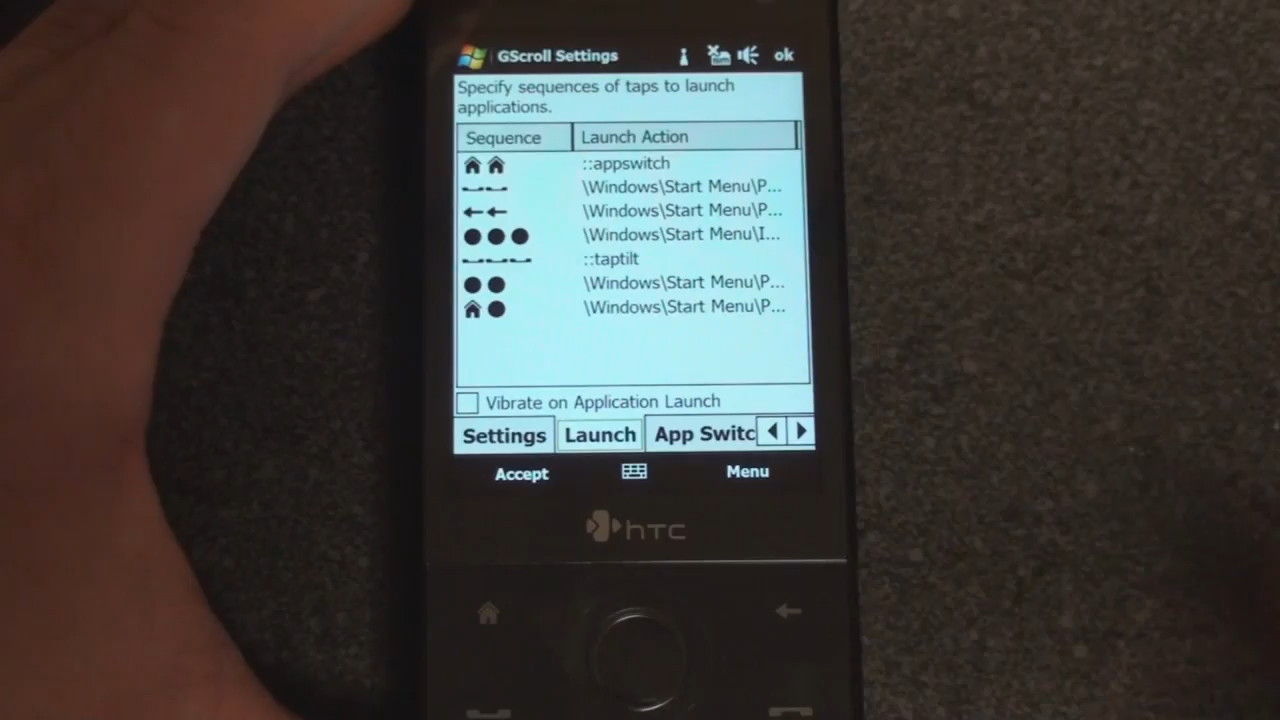 GScroll Settings ok
Specify sequences of taps to launch
applications.
Sequence Launch Action
::appswitch
\Windows\Start Menu\P...
\Windows\Start Menu\P...
\Windows\Start Menu\I...
::taptilt
\Windows\Start Menu\P...
\Windows\Start Menu\P...
Vibrate on Application Launch
Settings Launch App Switc
Accept Menu
hTC